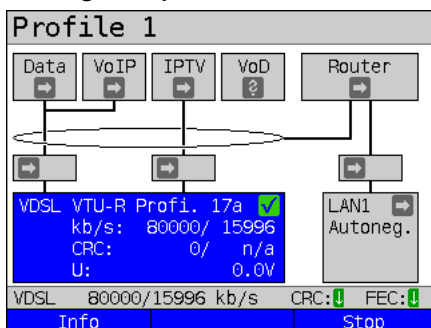 Profile 1
Data VoIP IPTV VoD Router
VDSL VTU-R Profi. 17a
kb/s: 80000/ 15996
CRC: 0/ n/a
U: 0.0V
LAN1
Autoneg.
VDSL 80000/15996 kb/s CRC: FEC:
Info Stop